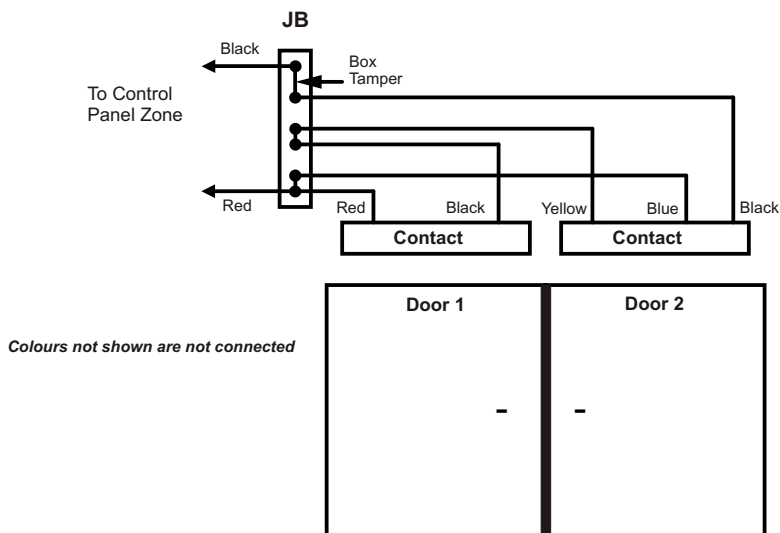 JB
Black
Box
Tamper
To Control
Panel Zone
Red
Red
Black
Yellow
Blue
Black
Contact
Contact
Door 1
Door 2
Colours not shown are not connected